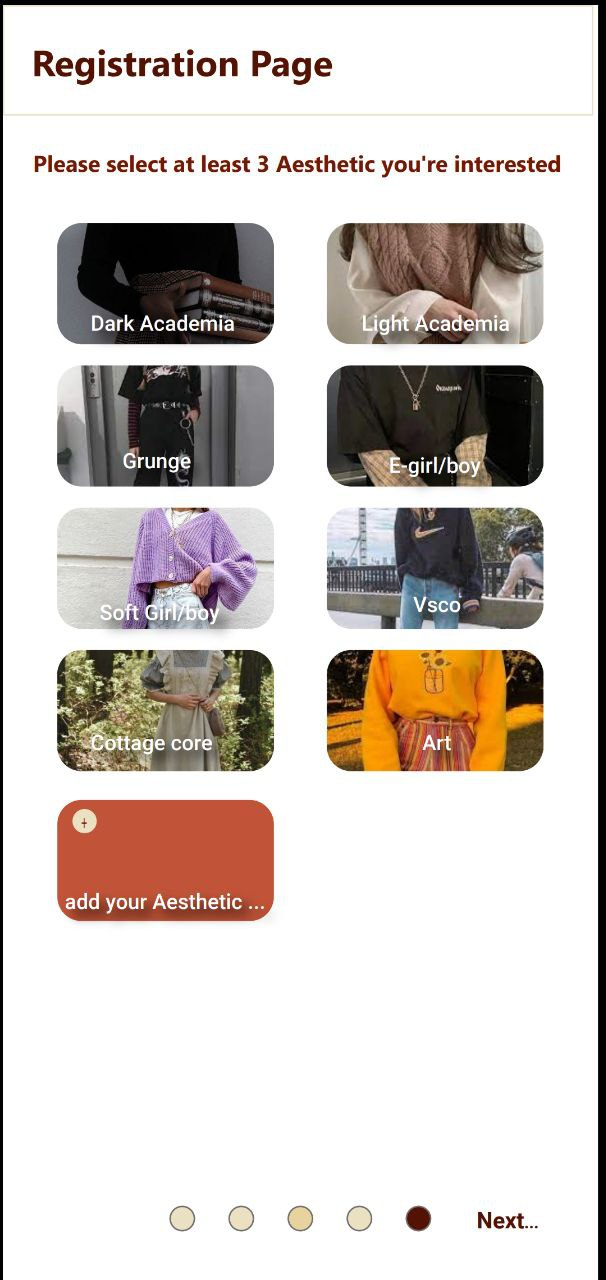 Registration Page
Please select at least 3 Aesthetic you're interested
Dark Academia
Light Academia
Grunge
E-girl/boy
Soft Girl/boy
Vsco
Cottage core
Art
+
add your Aesthetic ...
Next...